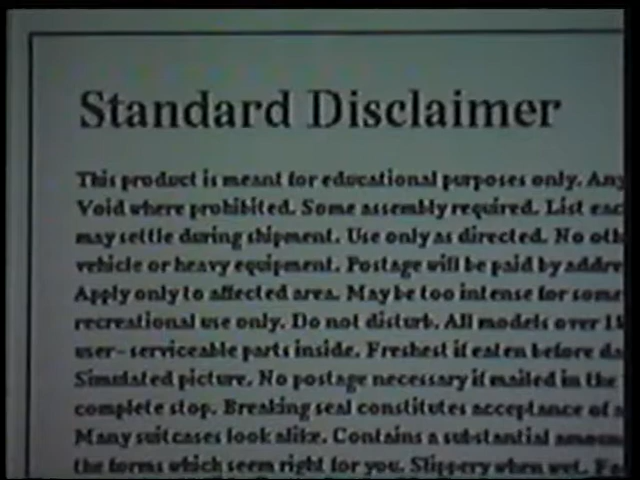 Standard Disclaimer
This product is meant for educational purposes only. Any
Void where prohibited. Some assembly required. List eac
may settle during shipment. Use only as directed. No oth
vehicle or heavy equipment. Postage will be paid by addre
Apply only to affected area. May be too intense for some
recreational use only. Do not disturb. All models over 18
user-serviceable parts inside. Freshest if eaten before da
Simulated picture. No postage necessary if mailed in the
complete stop. Breaking seal constitutes acceptance of a
Many suitcases look alike. Contains a substantial amoun
the forms which seem right for you. Slippery when wet. Fo